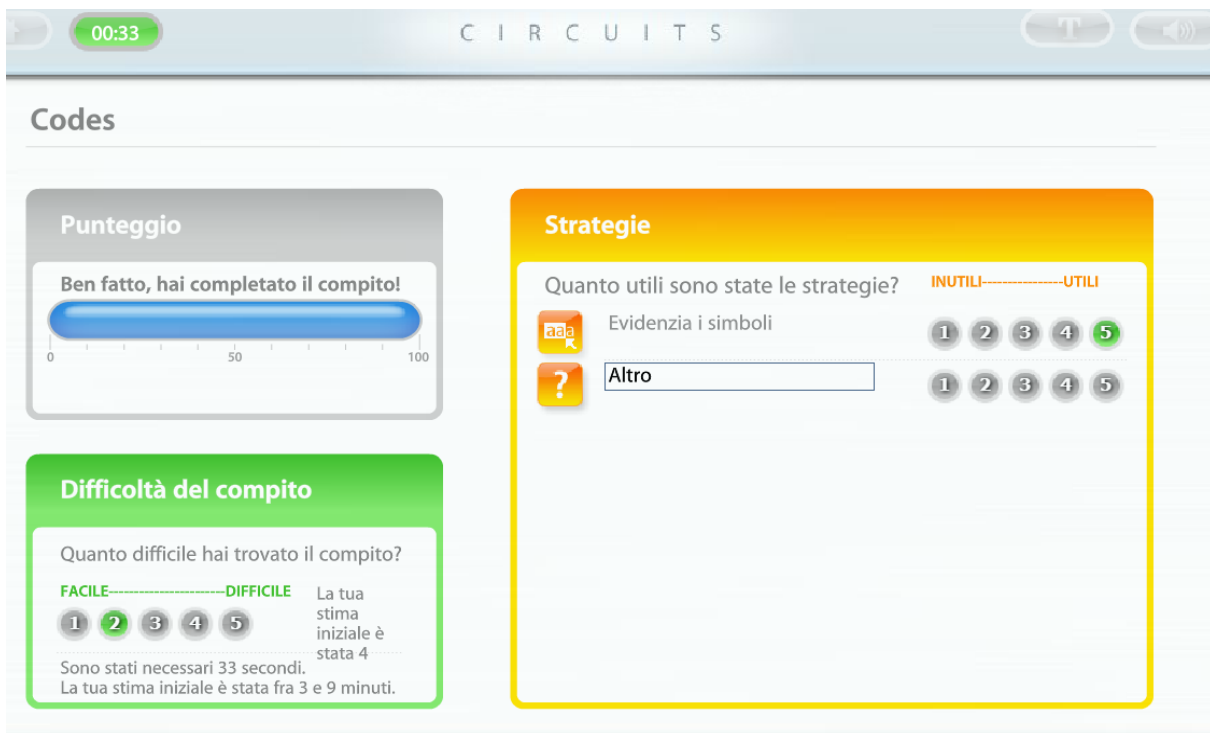 00:33
CIRCUITS
T
Codes
Punteggio
Ben fatto, hai completato il compito!
0 50 100
Difficoltà del compito
Quanto difficile hai trovato il compito?
FACILE-----------------------DIFFICILE
1 2 3 4 5
La tua
stima
iniziale è
stata 4
Sono stati necessari 33 secondi.
La tua stima iniziale è stata fra 3 e 9 minuti.
Strategie
Quanto utili sono state le strategie?
INUTILI----------------UTILI
aaa
Evidenzia i simboli
1 2 3 4 5
?
Altro
1 2 3 4 5